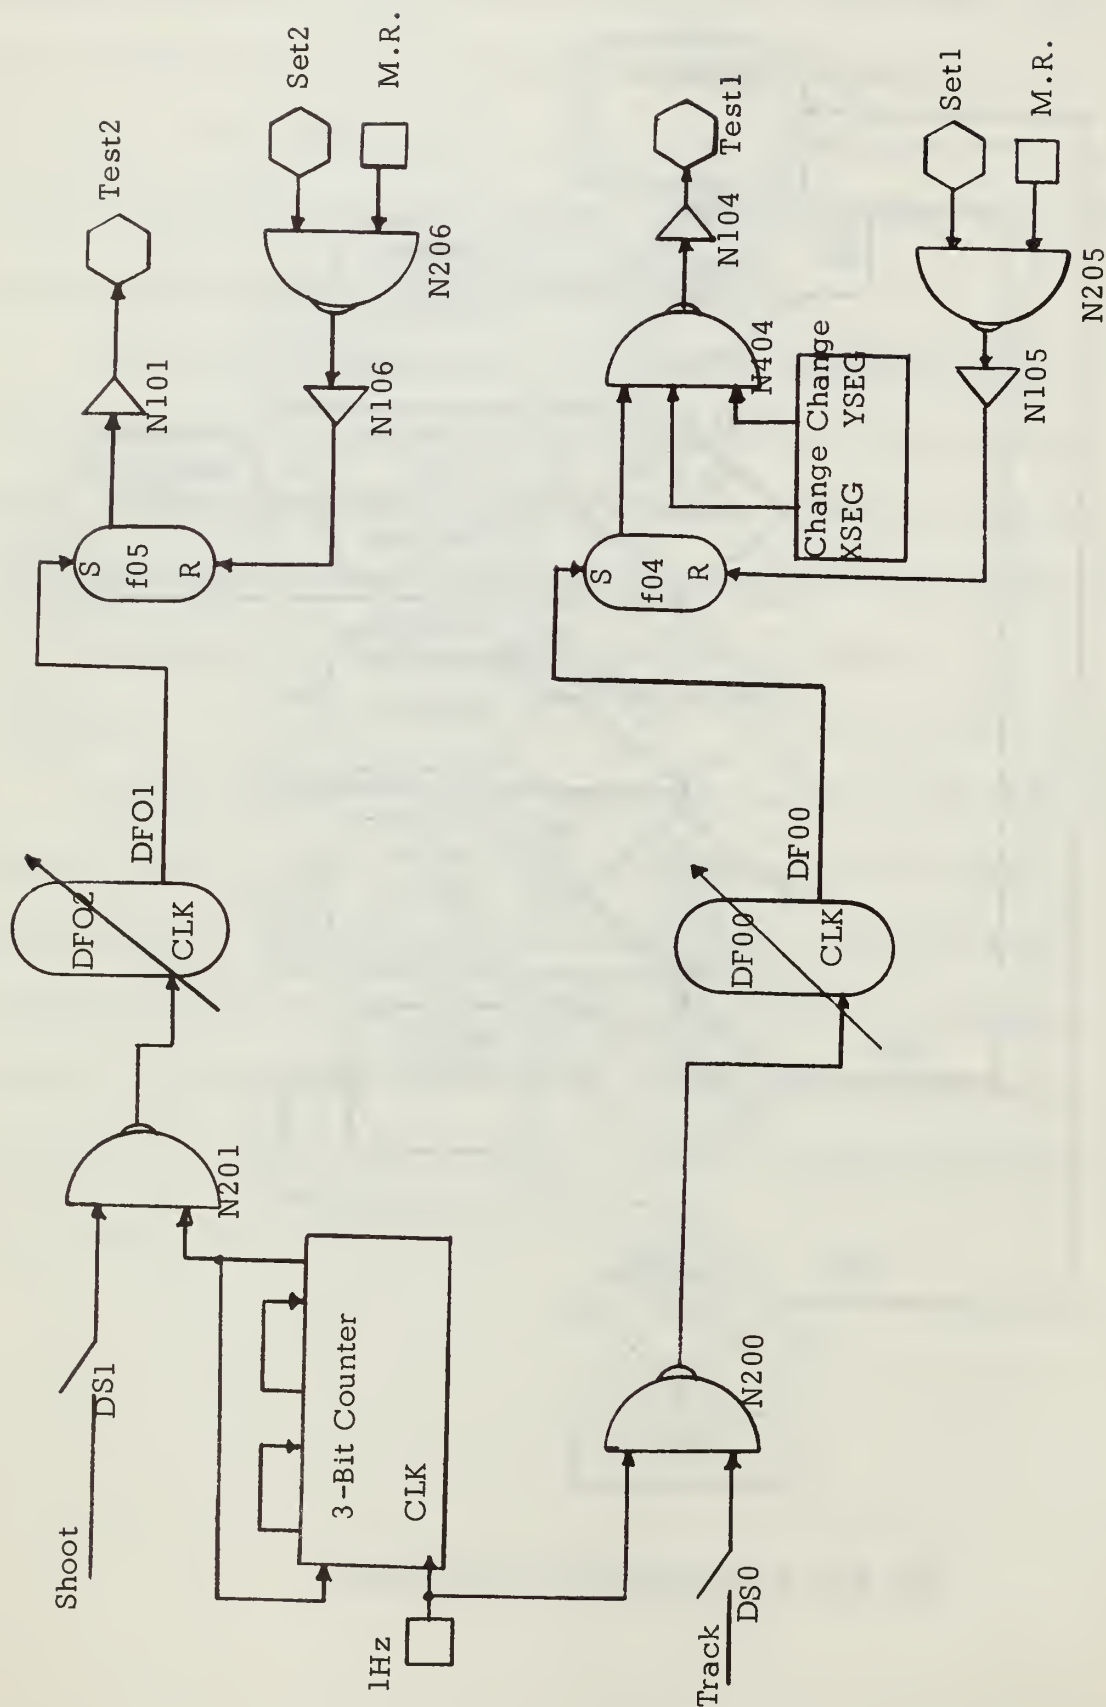 Shoot
DS1
N201
DFO2
CLK
DFO1
S
f05
R
N101
Test2
Set2
M.R.
N206
N106
3-Bit Counter
CLK
1Hz
Track
DS0
N200
DF00
CLK
DF00
S
f04
R
N404
N104
Test1
Change Change
XSEG YSEG
Set1
M.R.
N205
N105